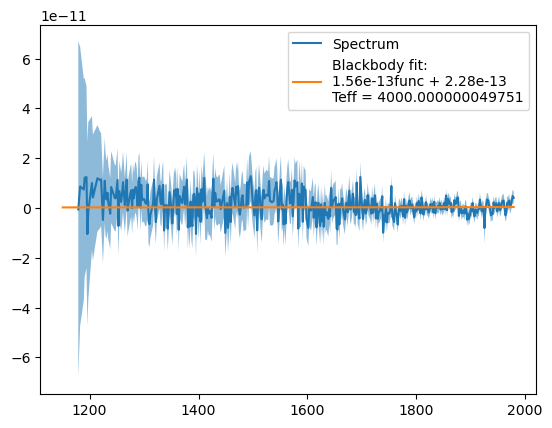 1e−11
6
4
2
0
−2
−4
−6
1200
1400
1600
1800
2000
Spectrum
Blackbody fit:
1.56e-13func + 2.28e-13
Teff = 4000.000000049751